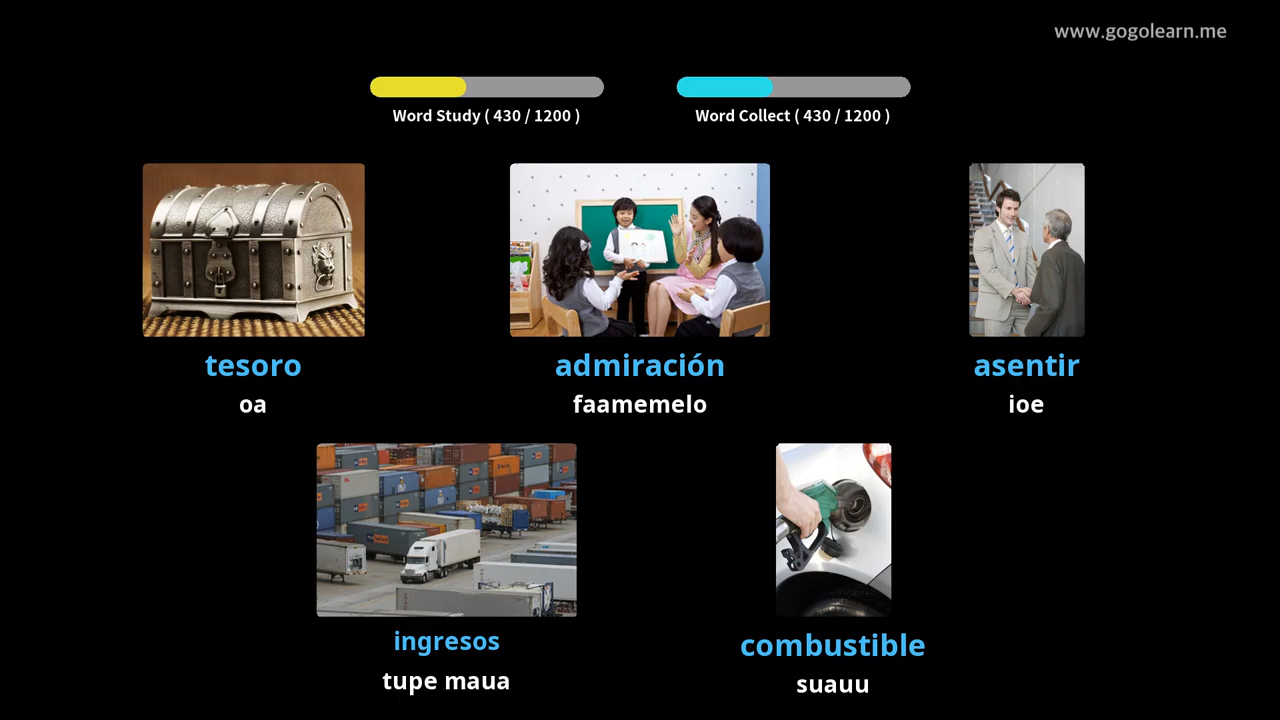 www.gogolearn.me
Word Study ( 430 / 1200 )
Word Collect ( 430 / 1200 )
tesoro
oa
admiración
faamemelo
asentir
ioe
ingresos
tupe maua
combustible
suauu